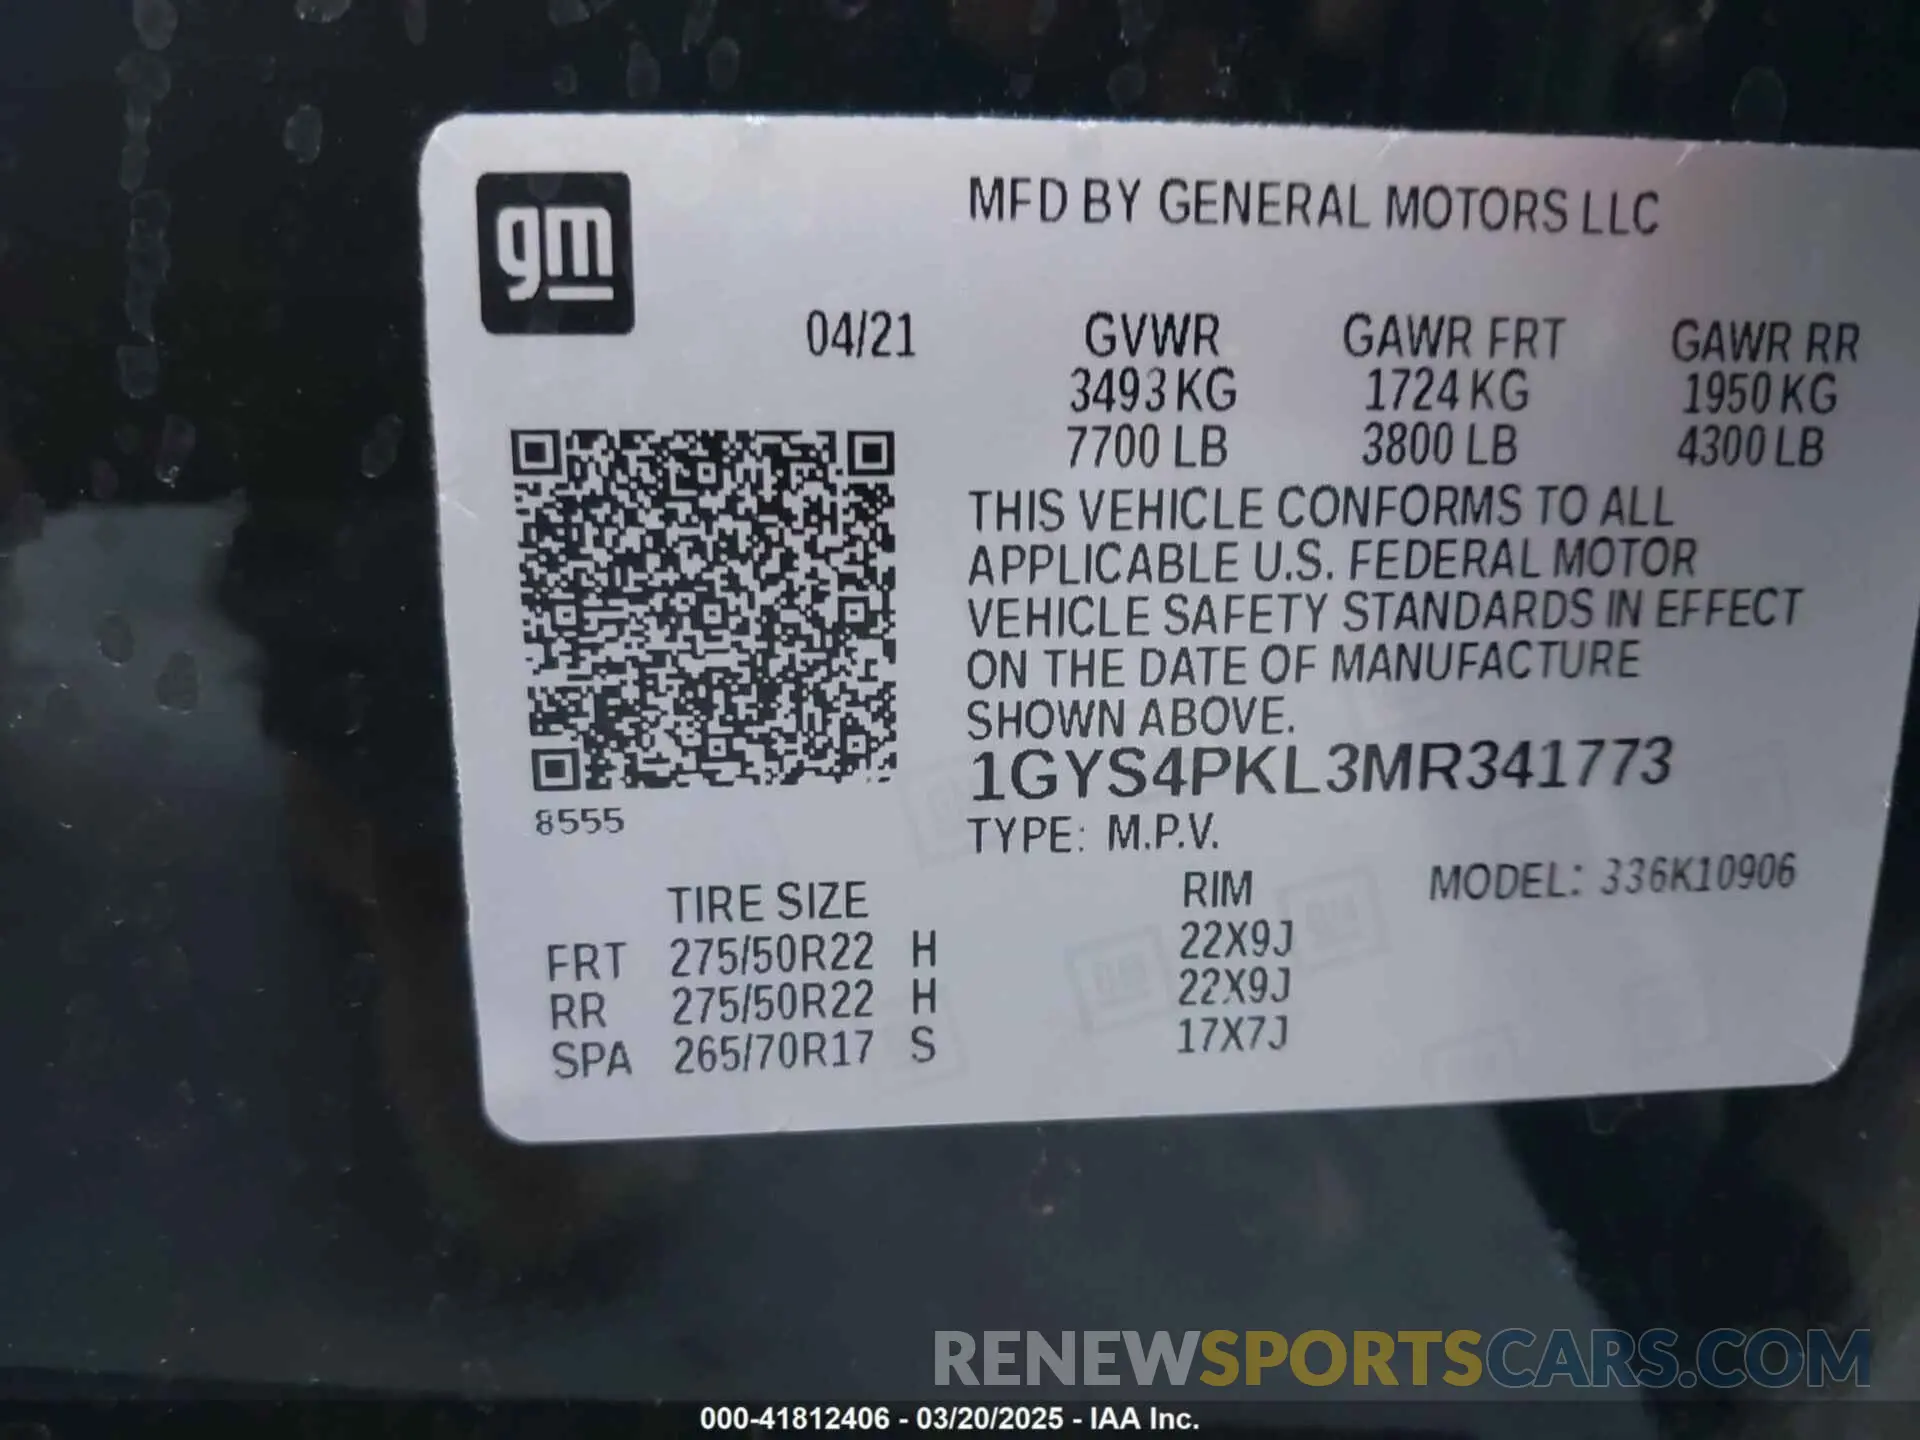 gm
MFD BY GENERAL MOTORS LLC
04/21 GVWR GAWR FRT GAWR RR
3493 KG 1724 KG 1950 KG
7700 LB 3800 LB 4300 LB
THIS VEHICLE CONFORMS TO ALL
APPLICABLE U.S. FEDERAL MOTOR
VEHICLE SAFETY STANDARDS IN EFFECT
ON THE DATE OF MANUFACTURE
SHOWN ABOVE.
1GYS4PKL3MR341773
8555
TYPE: M.P.V.
MODEL: 336K10906
TIRE SIZE RIM
FRT 275/50R22 H 22X9J
RR 275/50R22 H 22X9J
SPA 265/70R17 S 17X7J
RENEWSPORTSCARS.COM
000-41812406 - 03/20/2025 - IAA Inc.